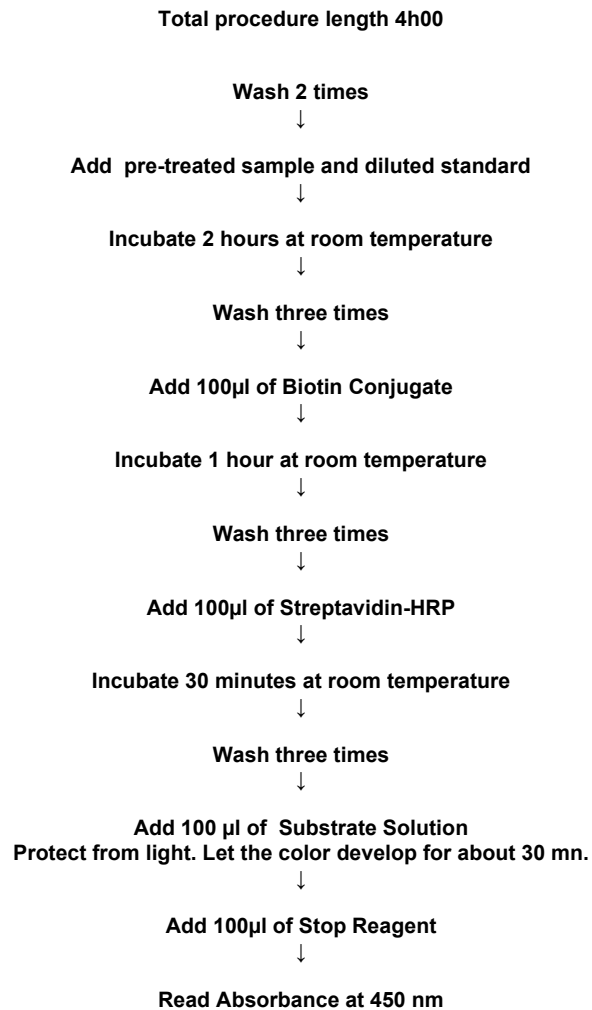 Total procedure length 4h00
Wash 2 times
↓
Add pre-treated sample and diluted standard
↓
Incubate 2 hours at room temperature
↓
Wash three times
↓
Add 100µl of Biotin Conjugate
↓
Incubate 1 hour at room temperature
↓
Wash three times
↓
Add 100µl of Streptavidin-HRP
↓
Incubate 30 minutes at room temperature
↓
Wash three times
↓
Add 100 µl of Substrate Solution
Protect from light. Let the color develop for about 30 mn.
↓
Add 100µl of Stop Reagent
↓
Read Absorbance at 450 nm